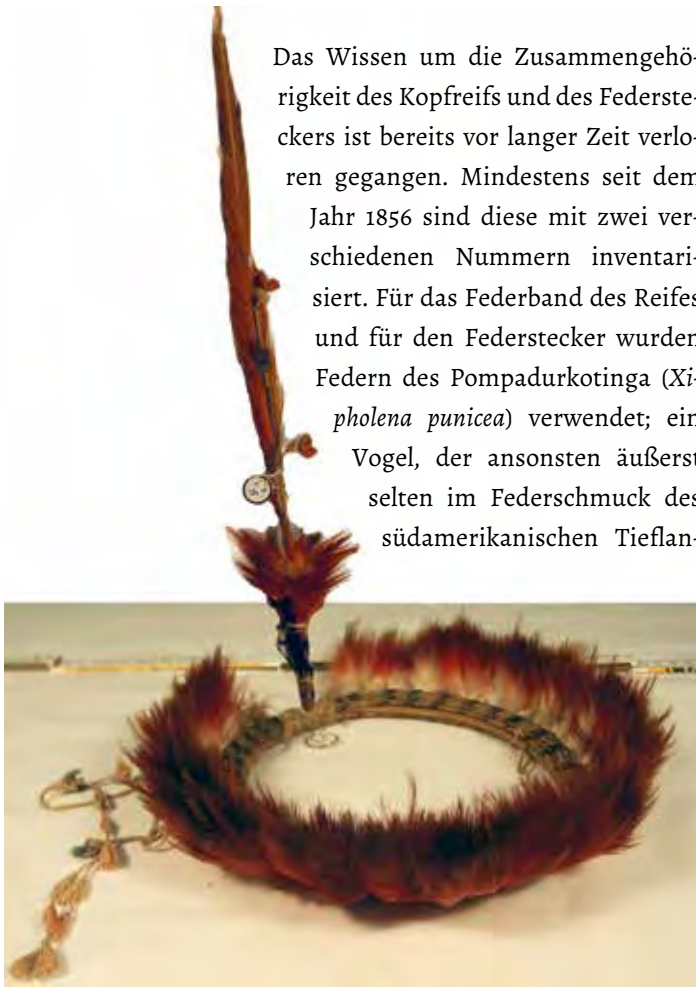 Das Wissen um die Zusammengehö-
rigkeit des Kopfreifs und des Federste-
ckers ist bereits vor langer Zeit verlo-
ren gegangen. Mindestens seit dem
Jahr 1856 sind diese mit zwei ver-
schiedenen Nummern inventari-
siert. Für das Federband des Reifes
und für den Federstecker wurden
Federn des Pompadurkotinga (Xi-
pholena punicea) verwendet; ein
Vogel, der ansonsten äußerst
selten im Federschmuck des
südamerikanischen Tieflan-